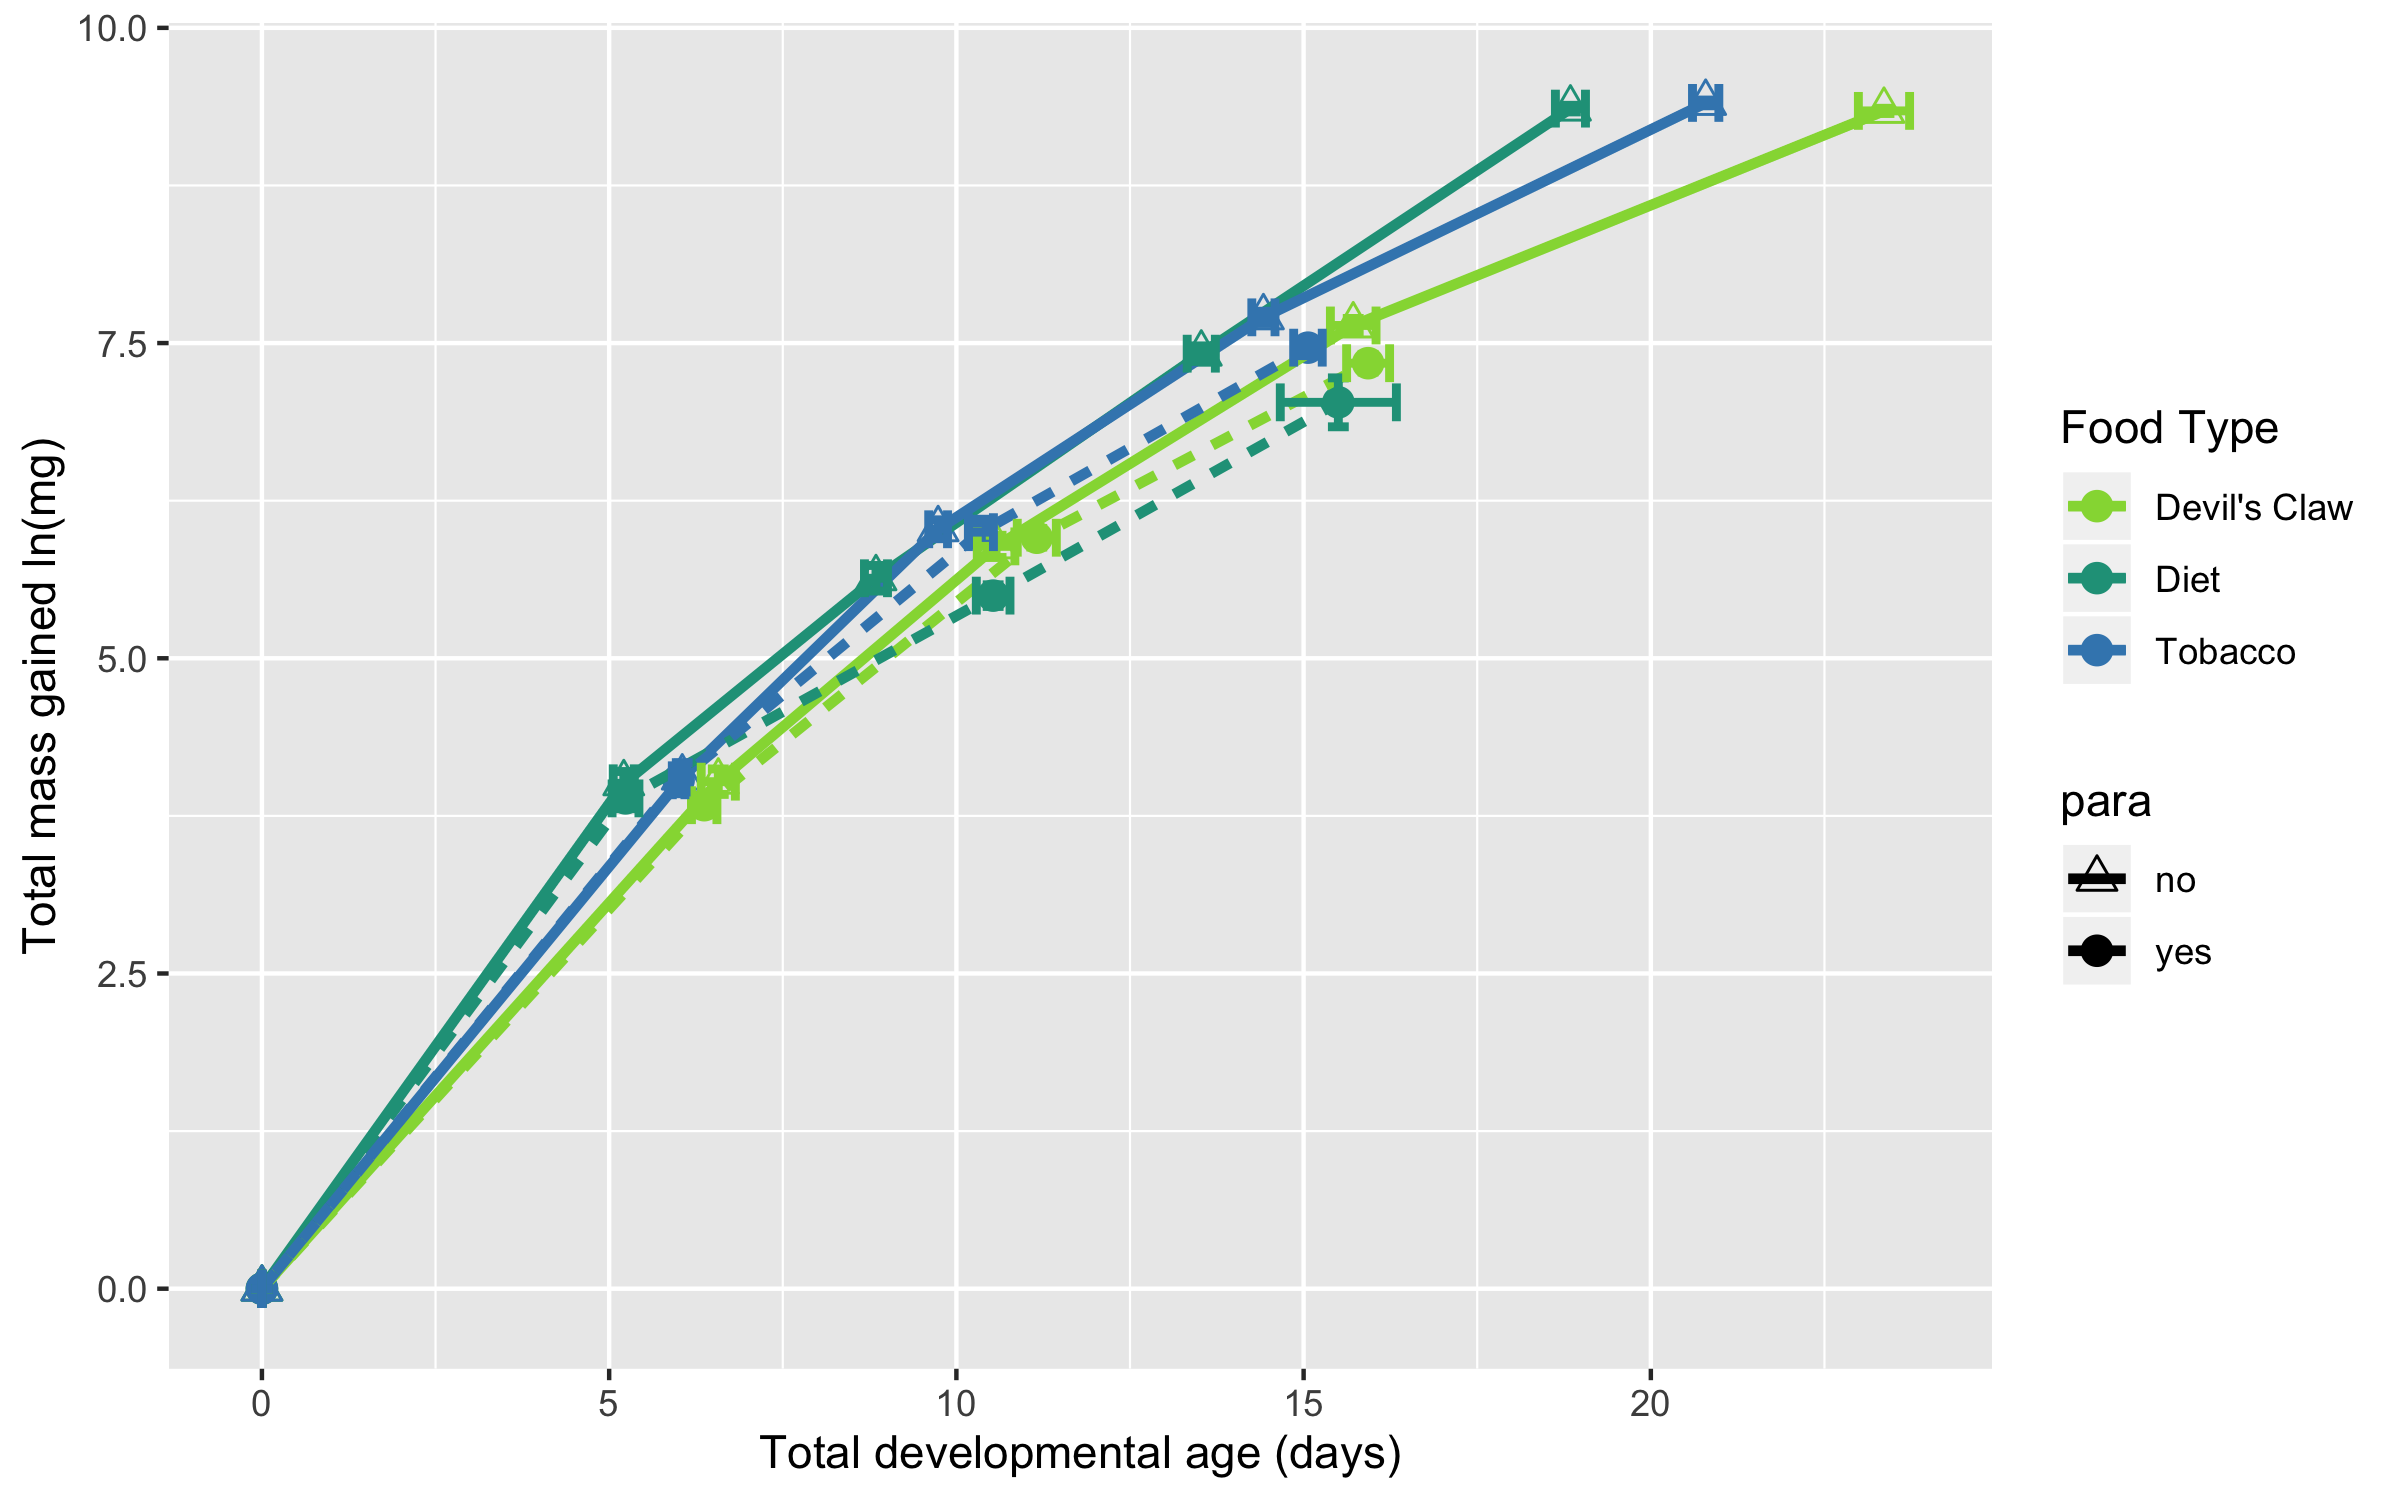 10.0
7.5
5.0
2.5
0.0
Total mass gained ln(mg)
0 5 10 15 20
Total developmental age (days)
Food Type
Devil's Claw
Diet
Tobacco
para
no
yes